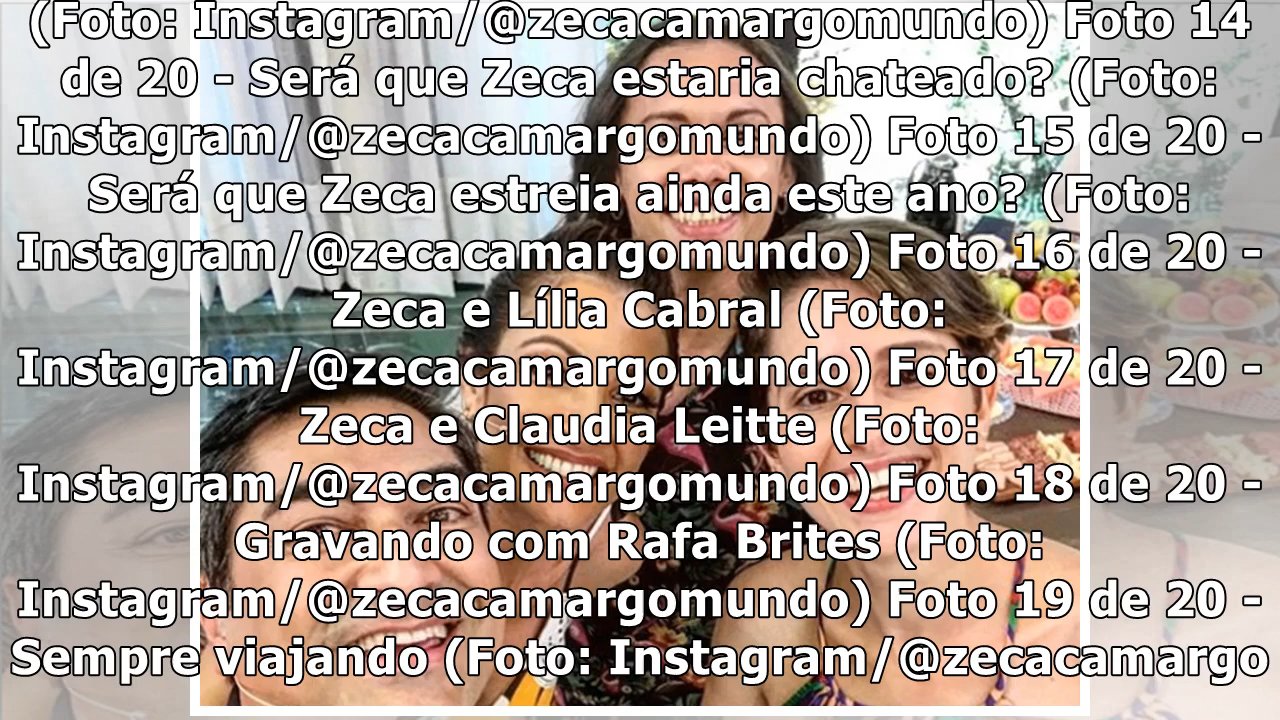 (Foto: Instagram/@zecacamargomundo) Foto 14
de 20 - Será que Zeca estaria chateado? (Foto:
Instagram/@zecacamargomundo) Foto 15 de 20 -
Será que Zeca estreia ainda este ano? (Foto:
Instagram/@zecacamargomundo) Foto 16 de 20 -
Zeca e Lília Cabral (Foto:
Instagram/@zecacamargomundo) Foto 17 de 20 -
Zeca e Claudia Leitte (Foto:
Instagram/@zecacamargomundo) Foto 18 de 20 -
Gravando com Rafa Brites (Foto:
Instagram/@zecacamargomundo) Foto 19 de 20 -
Sempre viajando (Foto: Instagram/@zecacamargo